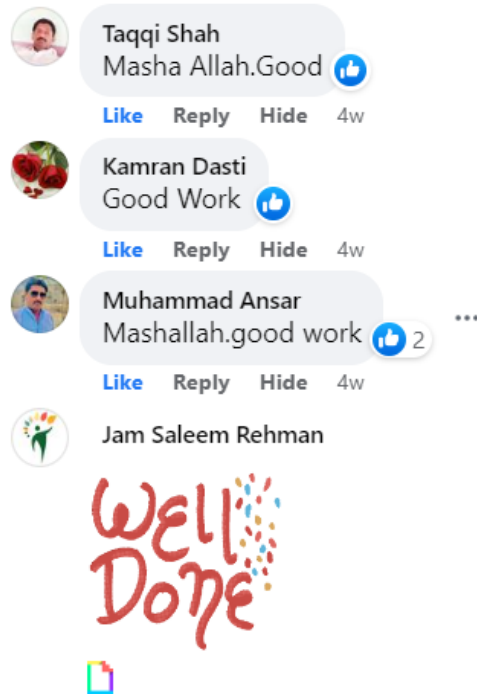 Taqqi Shah
Masha Allah.Good
Like Reply Hide 4w
Kamran Dasti
Good Work
Like Reply Hide 4w
Muhammad Ansar
Mashallah.good work
2
Like Reply Hide 4w
Jam Saleem Rehman
Well
Done